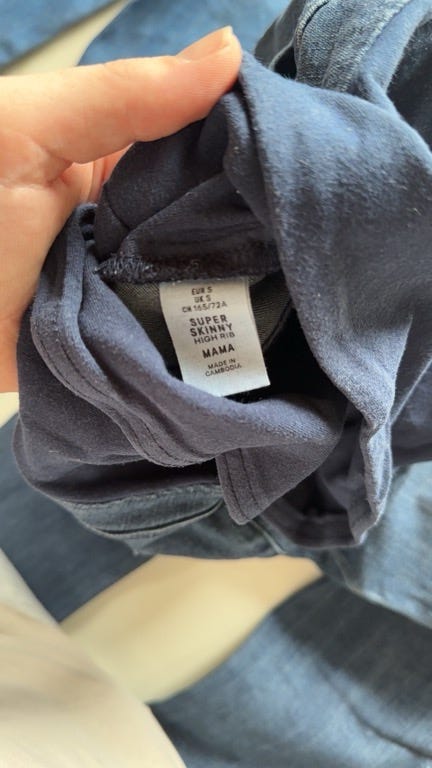 EUR S
UK S
CN 165/72A
SUPER
SKINNY
HIGH RIB
MAMA
MADE IN
CAMBODIA